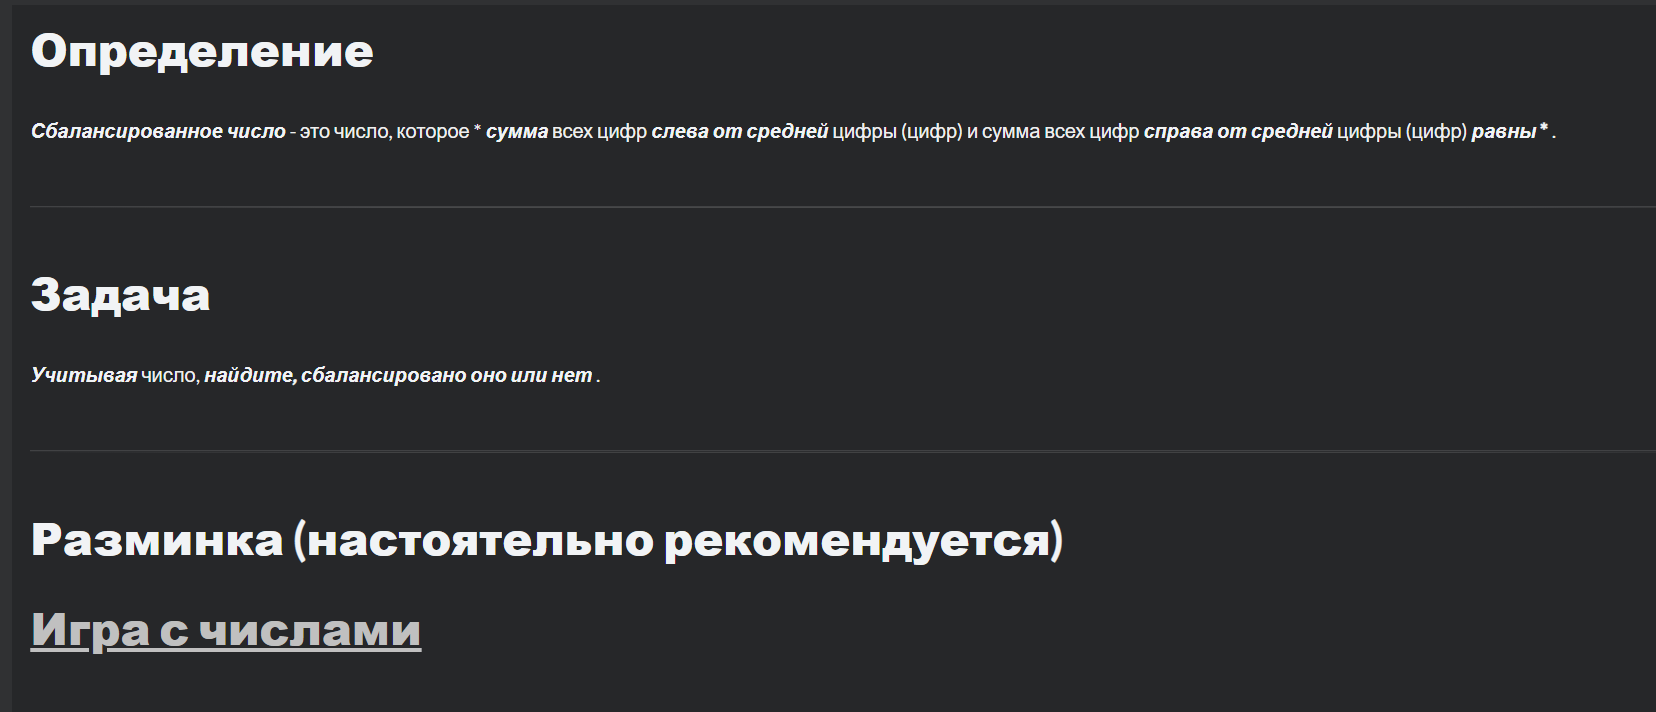 Определение
Сбалансированное число - это число, которое * сумма всех цифр слева от средней цифры (цифр) и сумма всех цифр справа от средней цифры (цифр) равны * .
Задача
Учитывая число, найдите, сбалансировано оно или нет .
Разминка (настоятельно рекомендуется)
Игра с числами